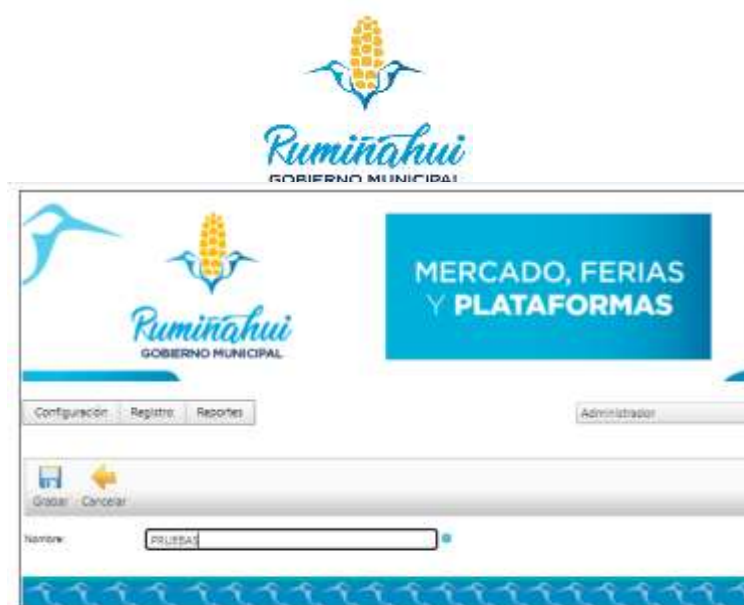 Rumiñahui
GOBIERNO MUNICIPAL
Rumiñahui
GOBIERNO MUNICIPAL
MERCADO, FERIAS
Y PLATAFORMAS
Configuración Registro Reportes
Administrador
Grabar Cancelar
Nombre: PRUEBAS